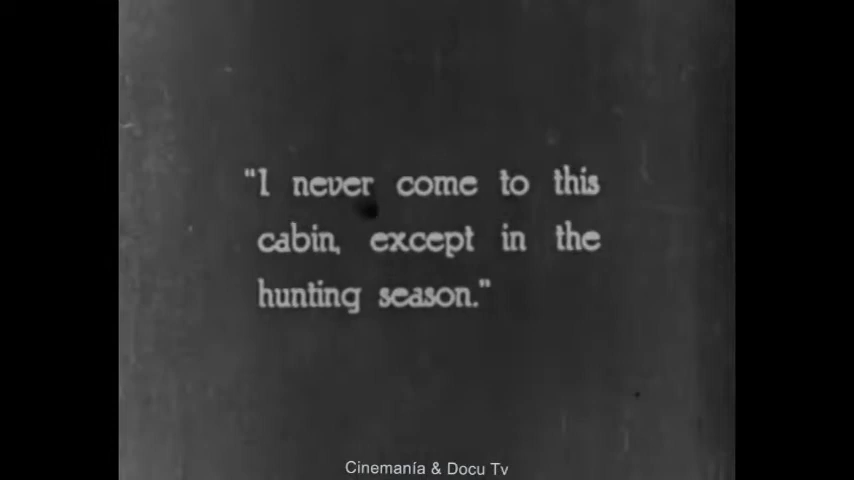 "I never come to this
cabin, except in the
hunting season."
Cinemanía & Docu Tv